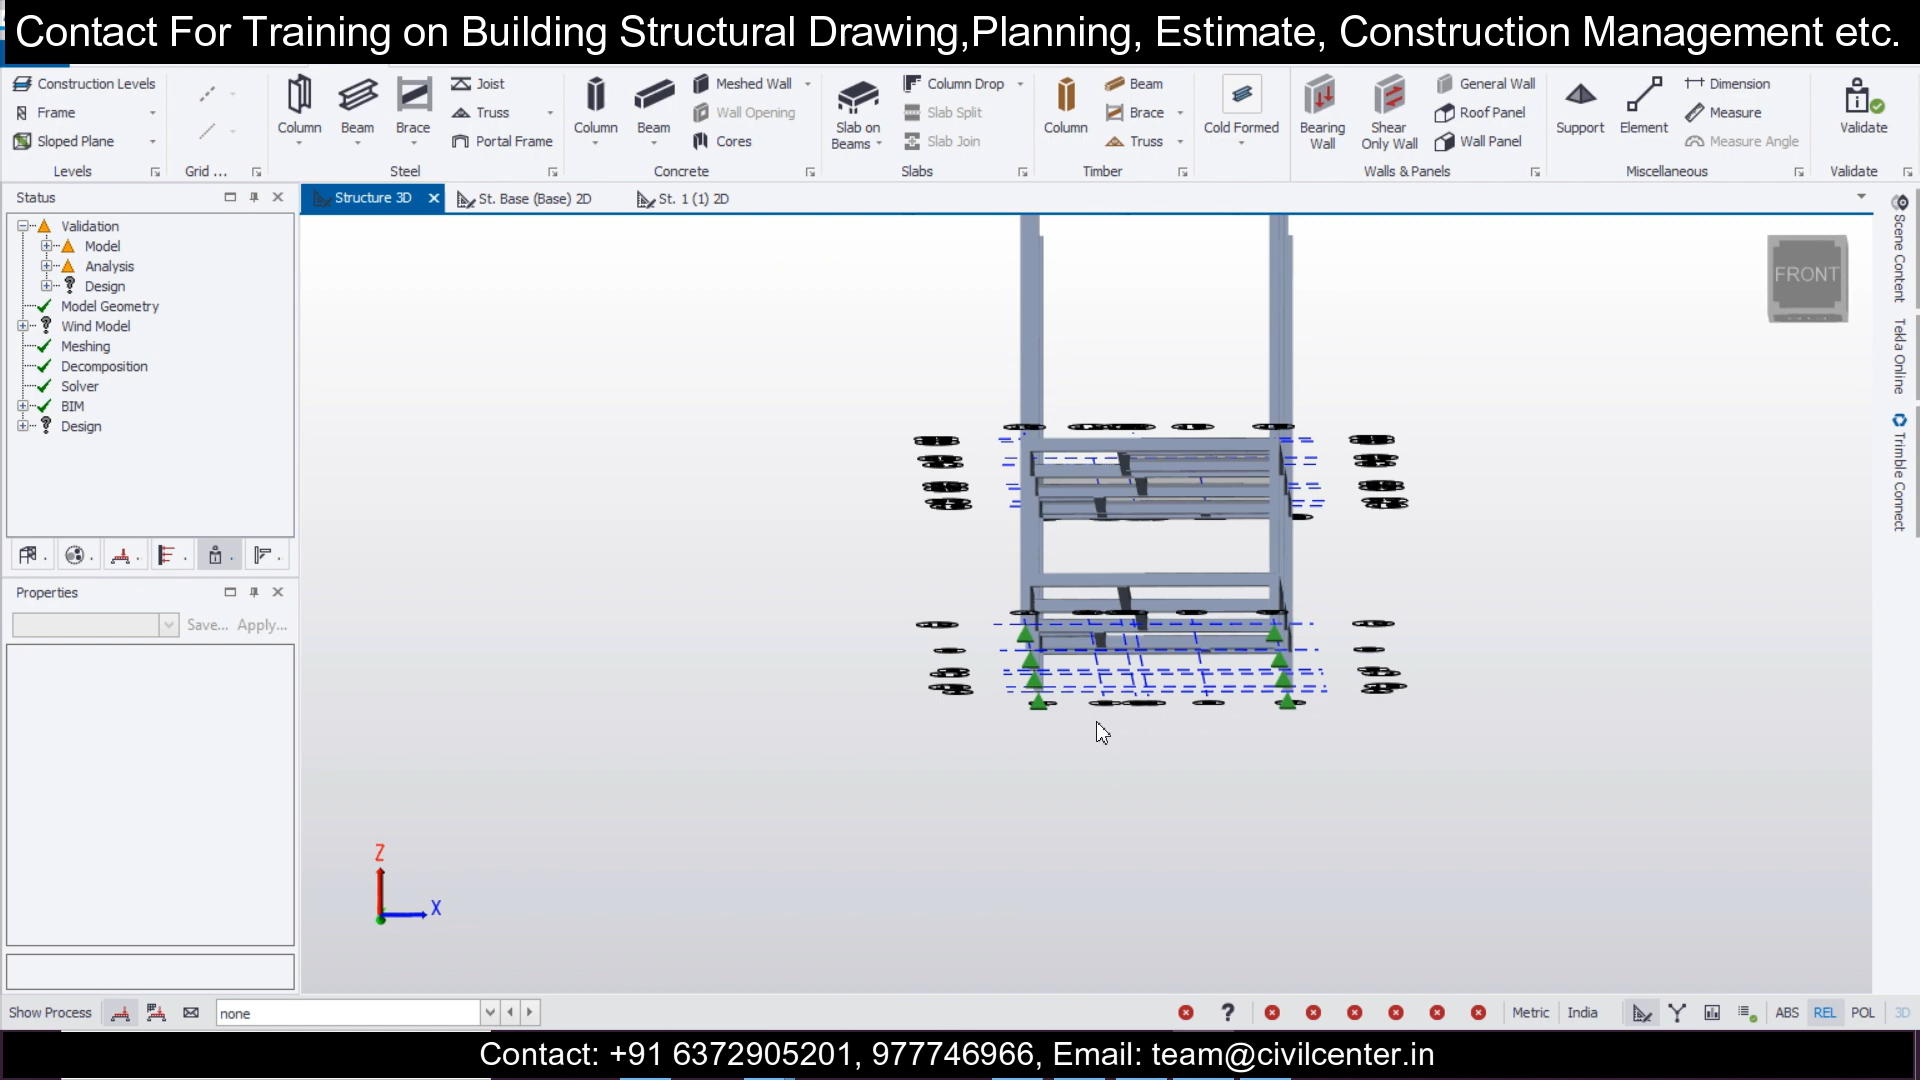 Contact For Training on Building Structural Drawing,Planning, Estimate, Construction Management etc.
Construction Levels
Frame
Sloped Plane
Levels
Grid ...
Column
Beam
Brace
Joist
Truss
Portal Frame
Steel
Column
Beam
Meshed Wall
Wall Opening
Cores
Concrete
Slab on
Beams
Column Drop
Slab Split
Slab Join
Slabs
Column
Beam
Brace
Truss
Timber
Cold Formed
Bearing
Wall
Shear
Only Wall
General Wall
Roof Panel
Wall Panel
Walls & Panels
Support
Element
Dimension
Measure
Measure Angle
Miscellaneous
Validate
Validate
Status
Structure 3D
St. Base (Base) 2D
St. 1 (1) 2D
Validation
Model
Analysis
Design
Model Geometry
Wind Model
Meshing
Decomposition
Solver
BIM
Design
Properties
Save...
Apply...
FRONT
Scene Content
Tekla Online
Trimble Connect
Z
X
Show Process
none
Metric
India
ABS
REL
POL
3D
Contact: +91 6372905201, 977746966, Email: team@civilcenter.in